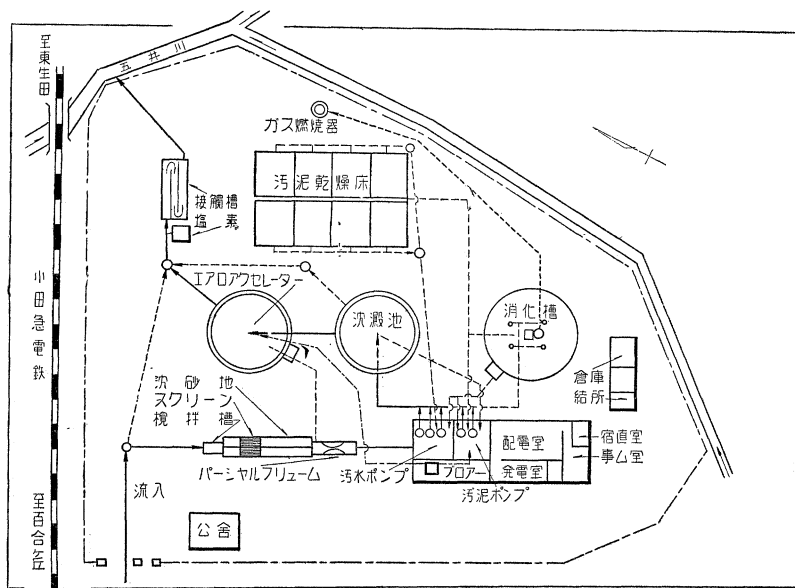 至東生田
五井川
ガス燃焼器
汚泥乾燥床
接觸槽
塩素
エアロアクセレーター
沈澱池
消化槽
小田急電鉄
沈砂地
スクリーン
攪拌槽
倉庫
詰所
パーシャルフリューム
汚水ポンプ
ブロアー
汚泥ポンプ
配電室
発電室
宿直室
事ム室
流入
公舎
至百合ヶ丘